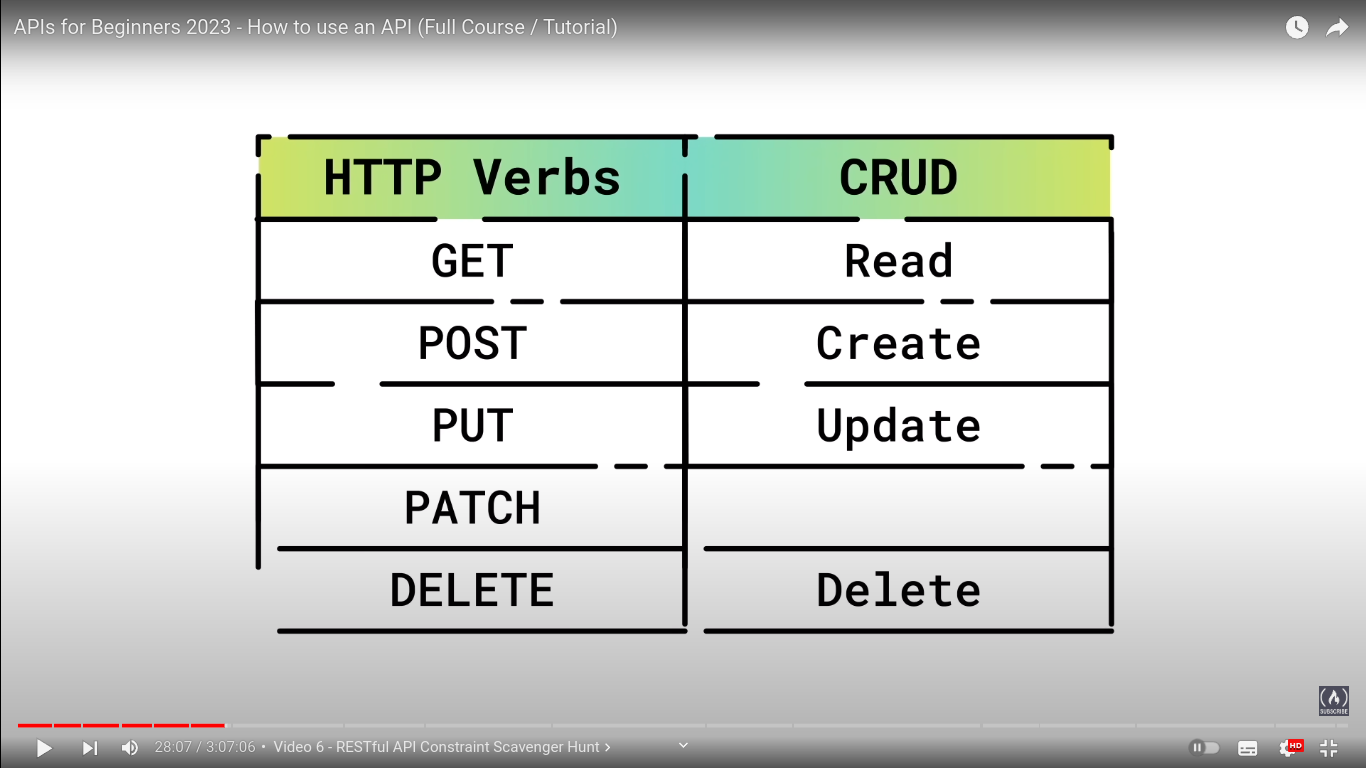 APIs for Beginners 2023 - How to use an API (Full Course / Tutorial)
HTTP Verbs CRUD
GET Read
POST Create
PUT Update
PATCH
DELETE Delete
SUBSCRIBE
28:07 / 3:07:06 • Video 6 - RESTful API Constraint Scavenger Hunt › HD